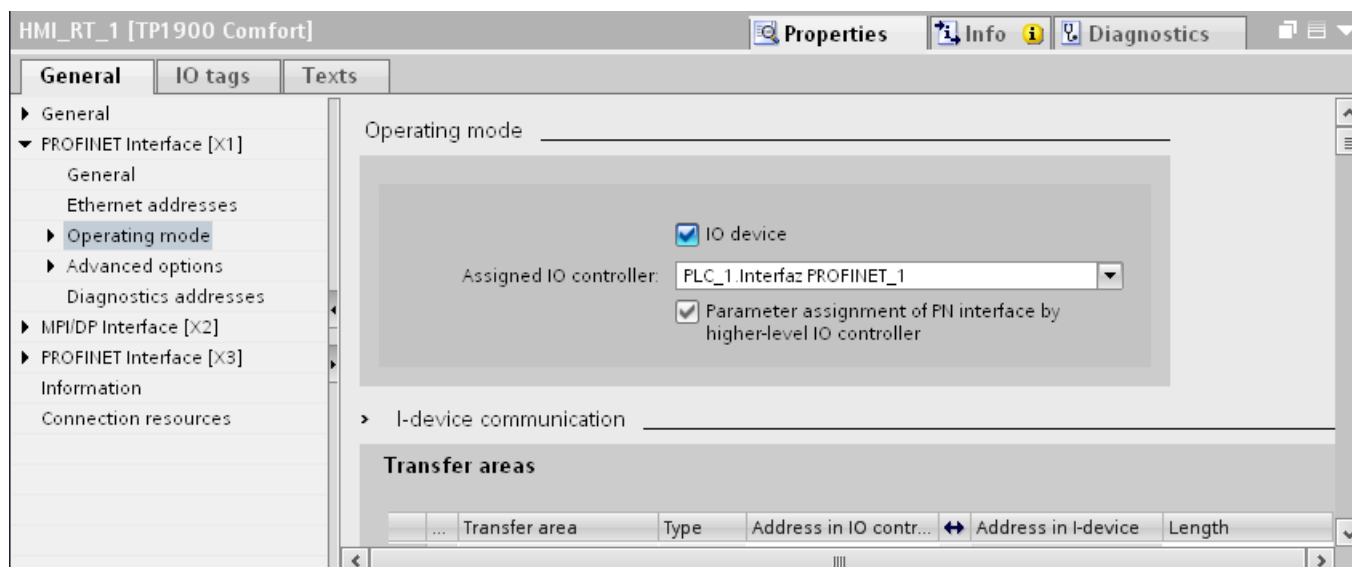 HMI_RT_1 [TP1900 Comfort]
Properties
Info
Diagnostics
General
IO tags
Texts
General
PROFINET Interface [X1]
General
Ethernet addresses
Operating mode
Advanced options
Diagnostics addresses
MPI/DP Interface [X2]
PROFINET Interface [X3]
Information
Connection resources
Operating mode
IO device
Assigned IO controller: PLC_1.Interfaz PROFINET_1
Parameter assignment of PN interface by
higher-level IO controller
I-device communication
Transfer areas
... Transfer area Type Address in IO contr... ↔ Address in I-device Length